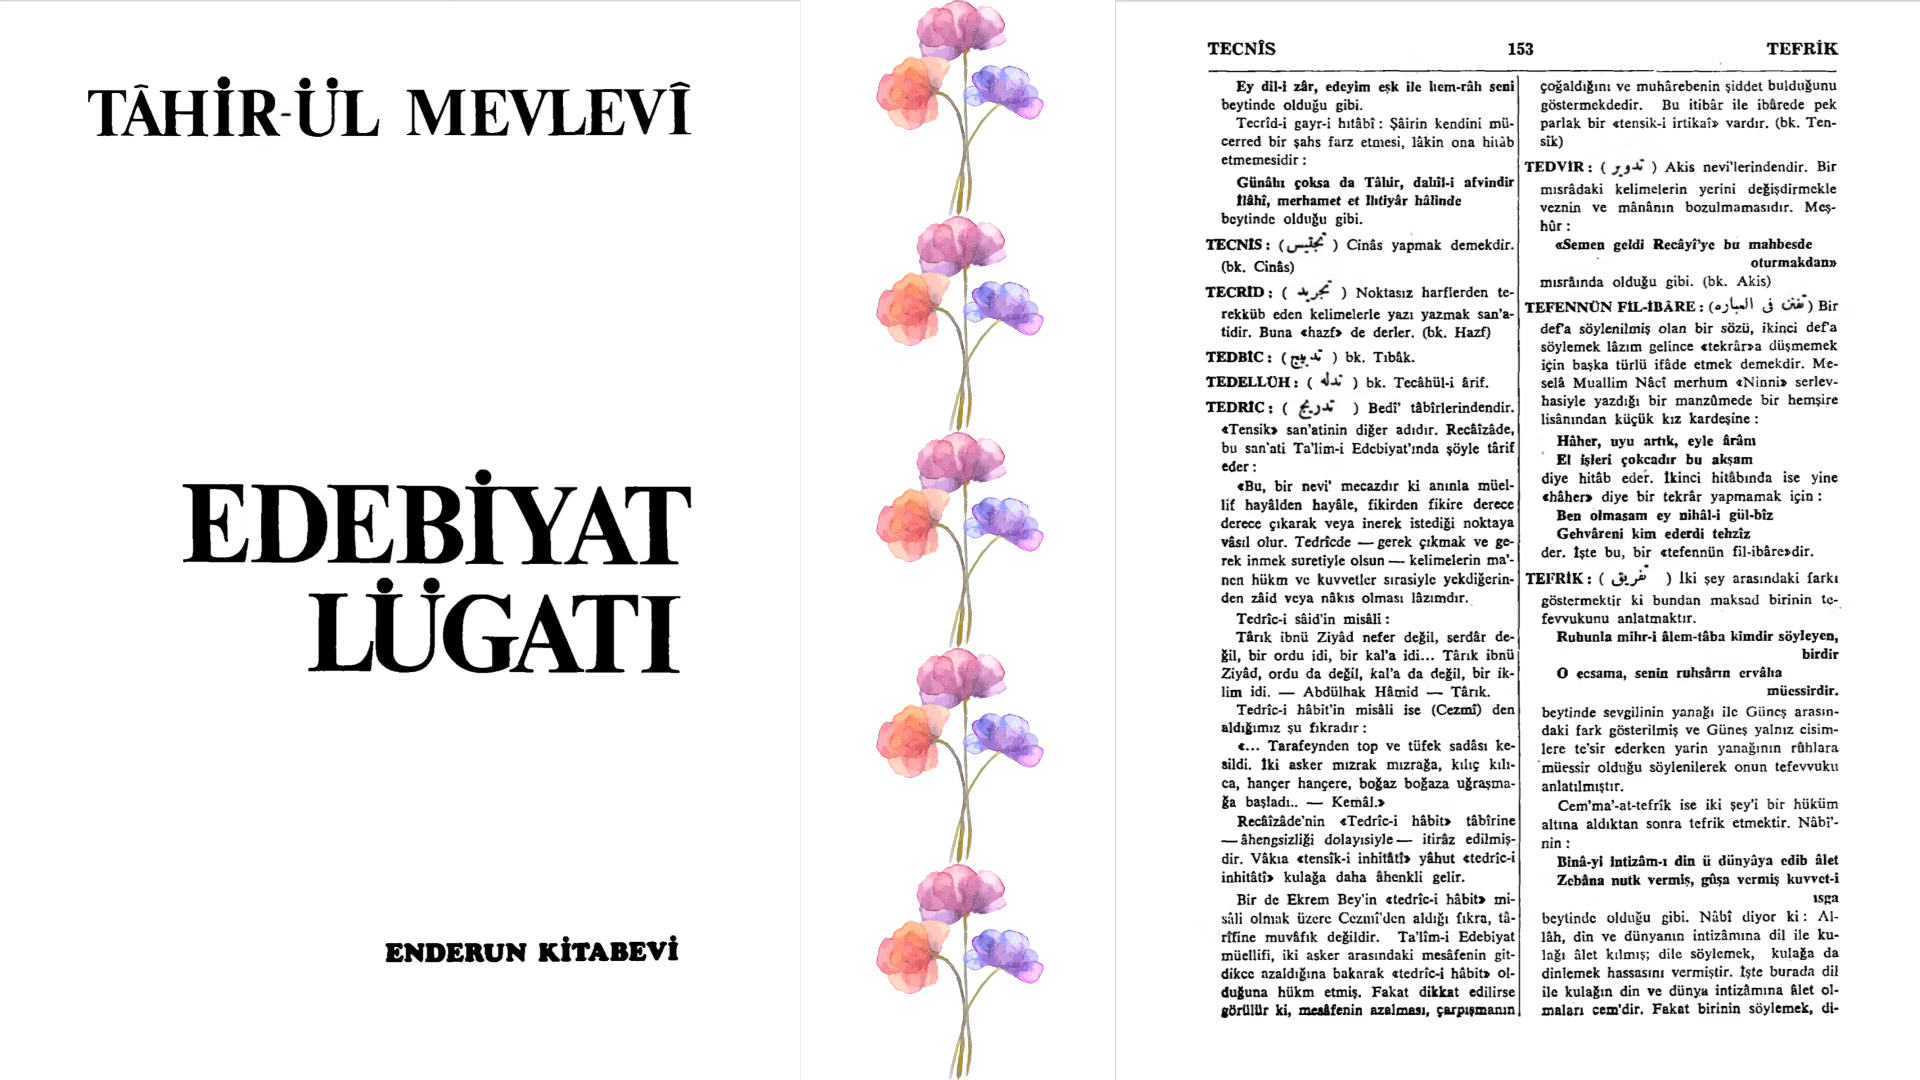 TÂHİR-ÜL MEVLEVÎ
EDEBİYAT
LÜGATI
ENDERUN KİTABEVİ
TECNÎS 153 TEFRİK
Ey dil-i zâr, edeyim eşk ile hem-râh seni
beytinde olduğu gibi.
Tecrîd-i gayr-i hıtâbî : Şâirin kendini mü-
cerred bir şahs farz etmesi, lâkin ona hitâb
etmemesidir :
Günâhı çoksa da Tâhir, dahîl-i afvindir
İlâhî, merhamet et Ihtiyâr hâlinde
beytinde olduğu gibi.
TECNİS : ( تجنيس ) Cinâs yapmak demekdir.
(bk. Cinâs)
TECRİD : ( تجريد ) Noktasız harflerden te-
rekküb eden kelimelerle yazı yazmak san'a-
tidir. Buna «hazf» de derler. (bk. Hazf)
TEDBİC : ( تدبيج ) bk. Tıbâk.
TEDELLÜH : ( تدله ) bk. Tecâhül-i ârif.
TEDRİC : ( تدريج ) Bedî' tâbîrlerindendir.
«Tensik» san'atinin diğer adıdır. Recâîzâde,
bu san'ati Ta'lim-i Edebiyat'ında şöyle târif
eder :
«Bu, bir nevi' mecazdır ki anınla müel-
lif hayâlden hayâle, fikirden fikire derece
derece çıkarak veya inerek istediği noktaya
vâsıl olur. Tedrîcde — gerek çıkmak ve ge-
rek inmek suretiyle olsun — kelimelerin ma'-
nen hükm ve kuvvetler sırasiyle yekdiğerin-
den zâid veya nâkıs olması lâzımdır.
Tedrîc-i sâid'in misâli :
Târık ibnü Ziyâd nefer değil, serdâr de-
ğil, bir ordu idi, bir kal'a idi... Târık ibnü
Ziyâd, ordu da değil, kal'a da değil, bir ik-
lim idi. — Abdülhak Hâmid — Târık.
Tedrîc-i hâbit'in misâli ise (Cezmî) den
aldığımız şu fıkradır :
«... Tarafeynden top ve tüfek sadâsı ke-
sildi. İki asker mızrak mızrağa, kılıç kılı-
ca, hançer hançere, boğaz boğaza uğraşma-
ğa başladı.. — Kemâl.»
Recâîzâde'nin «Tedrîc-i hâbit» tâbîrine
— âhengsizliği dolayısiyle — itirâz edilmiş-
dir. Vâkıa «tensîk-i inhitâtî» yâhut «tedrîc-i
inhitâtî» kulağa daha âhenkli gelir.
Bir de Ekrem Bey'in «tedrîc-i hâbit» mi-
sâli olmak üzere Cezmî'den aldığı fıkra, tâ-
rîfine muvâfık değildir. Ta'lîm-i Edebiyat
müellifi, iki asker arasındaki mesâfenin git-
dikce azaldığına bakarak «tedrîc-i hâbit» ol-
duğuna hükm etmiş. Fakat dikkat edilirse
görülür ki, mesâfenin azalması, çarpışmanın
çoğaldığını ve muhârebenin şiddet bulduğunu
göstermekdedir. Bu itibâr ile ibârede pek
parlak bir «tensik-i irtikaî» vardır. (bk. Ten-
sîk)
TEDVİR : ( تدوير ) Akis nevi'lerindendir. Bir
mısrâdaki kelimelerin yerini değişdirmekle
veznin ve mânânın bozulmamasıdır. Meş-
hûr :
«Semen geldi Recâyî'ye bu mahbesde
oturmakdan»
mısrâında olduğu gibi. (bk. Akis)
TEFENNÜN FİL-İBÂRE : (تفنن فى العباره) Bir
def'a söylenilmiş olan bir sözü, ikinci def'a
söylemek lâzım gelince «tekrâr»a düşmemek
için başka türlü ifâde etmek demekdir. Me-
selâ Muallim Nâcî merhum «Ninni» serlev-
hasiyle yazdığı bir manzûmede bir hemşire
lisânından küçük kız kardeşine :
Hâher, uyu artık, eyle ârâm
El işleri çokcadır bu akşam
diye hitâb eder. İkinci hitâbında ise yine
«hâher» diye bir tekrâr yapmamak için :
Ben olmasam ey nihâl-i gül-bîz
Gehvâreni kim ederdi tehzîz
der. İşte bu, bir «tefennün fil-ibâre»dir.
TEFRİK : ( تفريق ) İki şey arasındaki farkı
göstermektir ki bundan maksad birinin te-
fevvukunu anlatmaktır.
Ruhunla mihr-i âlem-tâba kimdir söyleyen,
birdir
O ecsama, senin ruhsârın ervâha
müessirdir.
beytinde sevgilinin yanağı ile Güneş arasın-
daki fark gösterilmiş ve Güneş yalnız cisim-
lere te'sir ederken yarin yanağının rûhlara
müessir olduğu söylenilerek onun tefevvuku
anlatılmıştır.
Cem'ma'-at-tefrîk ise iki şey'i bir hüküm
altına aldıktan sonra tefrik etmektir. Nâbî'-
nin :
Binâ-yi intizâm-ı din ü dünyâya edib âlet
Zebâna nutk vermiş, gûşa vermiş kuvvet-i
ısga
beytinde olduğu gibi. Nâbî diyor ki : Al-
lâh, din ve dünyanın intizâmına dil ile ku-
lağı âlet kılmış; dile söylemek, kulağa da
dinlemek hassasını vermiştir. İşte burada dil
ile kulağın din ve dünya intizâmına âlet ol-
maları cem'dir. Fakat birinin söylemek, di-